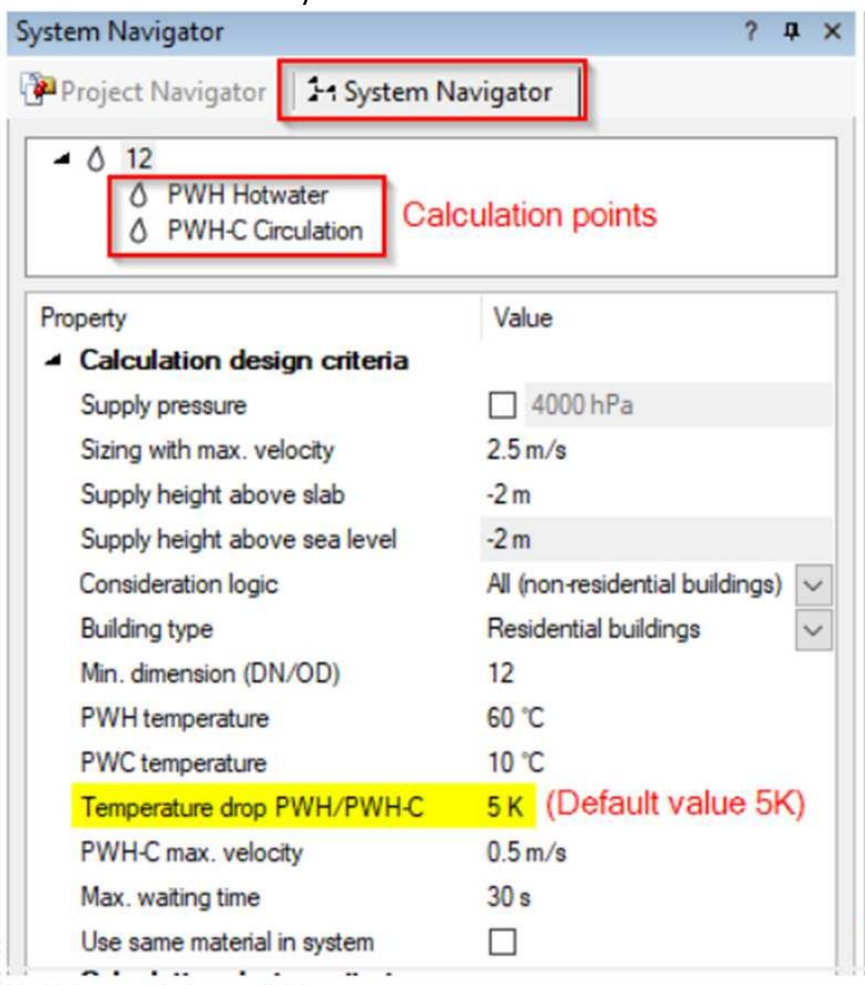 System Navigator ? ×
Project Navigator System Navigator
12
PWH Hotwater
PWH-C Circulation
Calculation points
Property Value
Calculation design criteria
Supply pressure 4000 hPa
Sizing with max. velocity 2.5 m/s
Supply height above slab -2 m
Supply height above sea level -2 m
Consideration logic All (non-residential buildings)
Building type Residential buildings
Min. dimension (DN/OD) 12
PWH temperature 60 °C
PWC temperature 10 °C
Temperature drop PWH/PWH-C 5 K (Default value 5K)
PWH-C max. velocity 0.5 m/s
Max. waiting time 30 s
Use same material in system